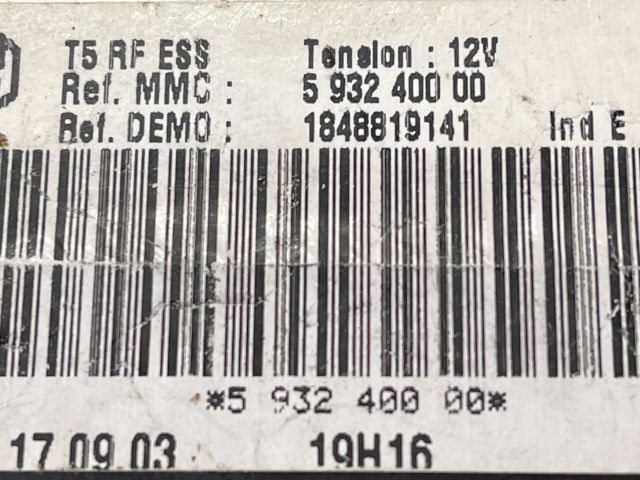 T5 RF ESS Tension : 12V
Ref. MMC : 5 932 400 00
Ref. DEMO : 1848819141 Ind E
*5 932 400 00*
17.09.03 19H16